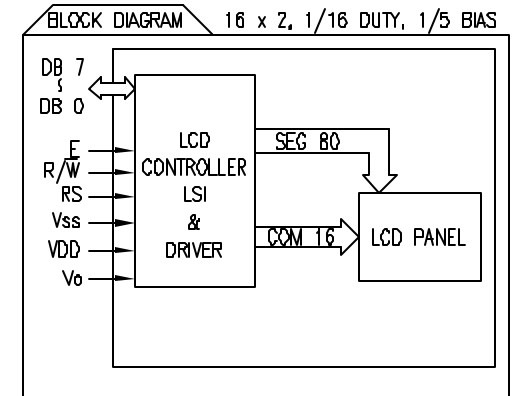 BLOCK DIAGRAM 16 x 2, 1/16 DUTY, 1/5 BIAS
DB 7
DB 0
E
R/W
RS
Vss
VDD
Vo
LCD
CONTROLLER
LSI
&
DRIVER
SEG 80
COM 16
LCD PANEL